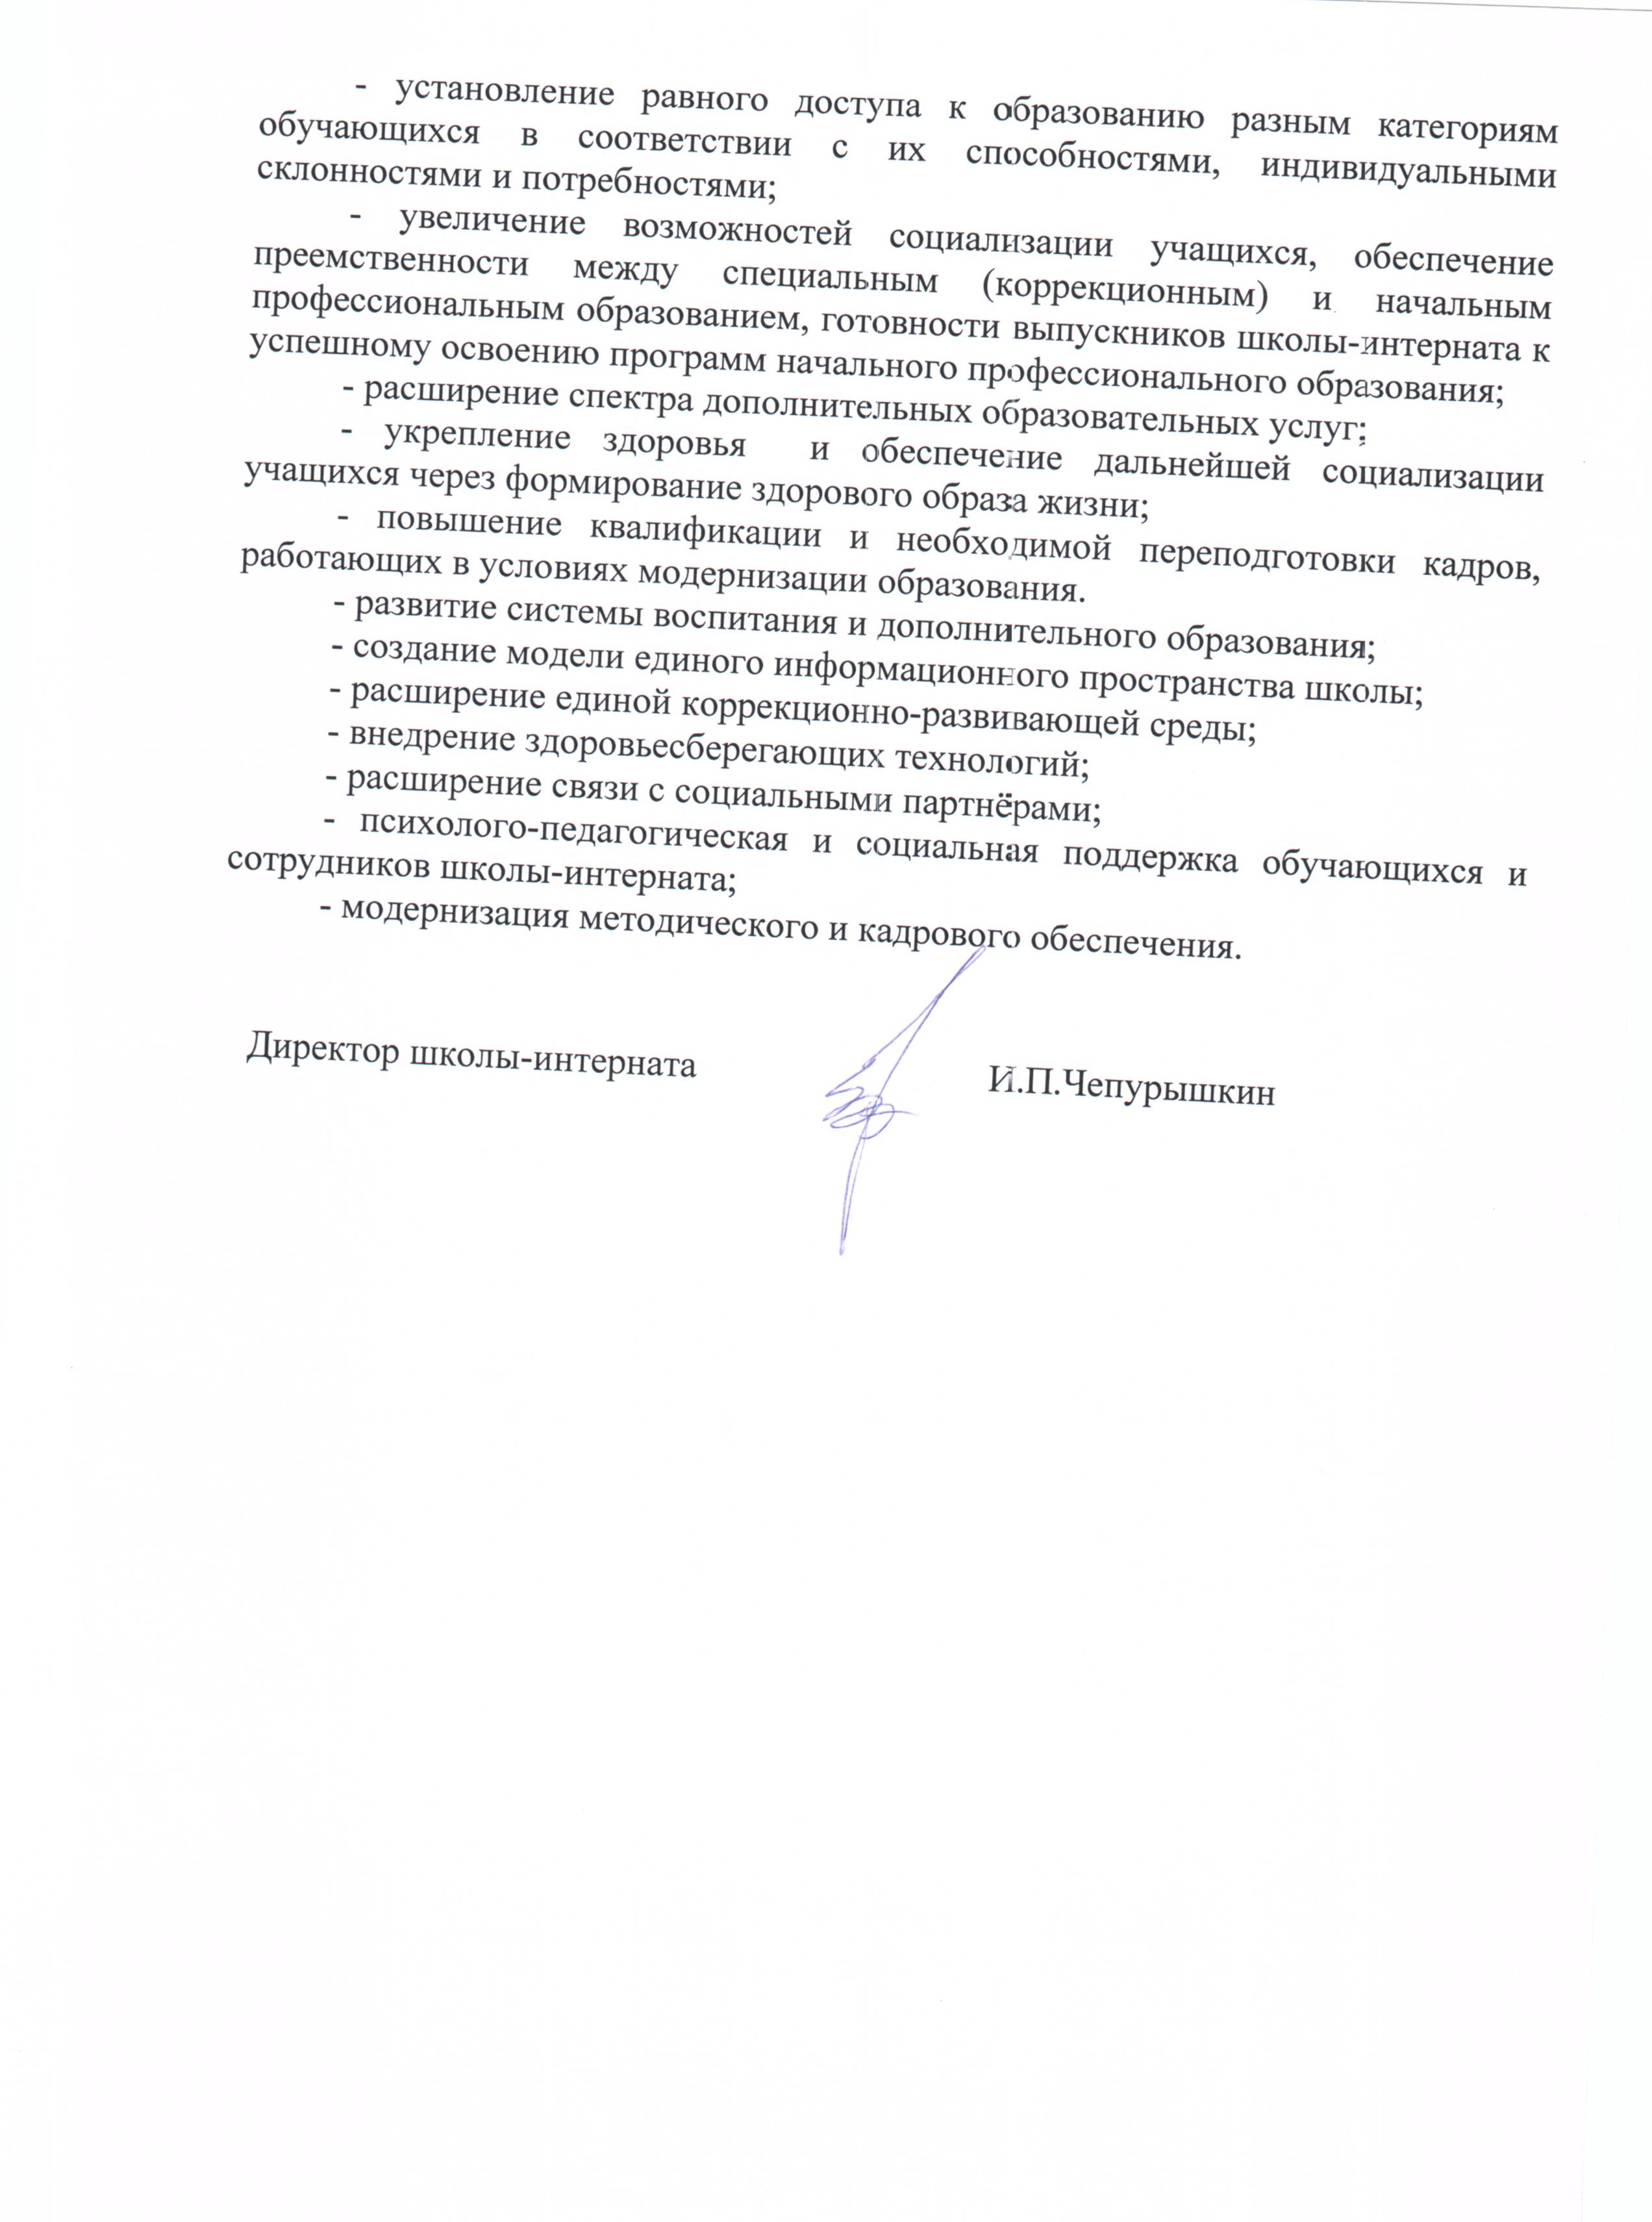 - установление равного доступа к образованию разным категориям
обучающихся в соответствии с их способностями, индивидуальными
склонностями и потребностями;
- увеличение возможностей социализации учащихся, обеспечение
преемственности между специальным (коррекционным) и начальным
профессиональным образованием, готовности выпускников школы-интерната к
успешному освоению программ начального профессионального образования;
- расширение спектра дополнительных образовательных услуг;
- укрепление здоровья и обеспечение дальнейшей социализации
учащихся через формирование здорового образа жизни;
- повышение квалификации и необходимой переподготовки кадров,
работающих в условиях модернизации образования.
- развитие системы воспитания и дополнительного образования;
- создание модели единого информационного пространства школы;
- расширение единой коррекционно-развивающей среды;
- внедрение здоровьесберегающих технологий;
- расширение связи с социальными партнёрами;
- психолого-педагогическая и социальная поддержка обучающихся и
сотрудников школы-интерната;
- модернизация методического и кадрового обеспечения.
Директор школы-интерната И.П.Чепурышкин